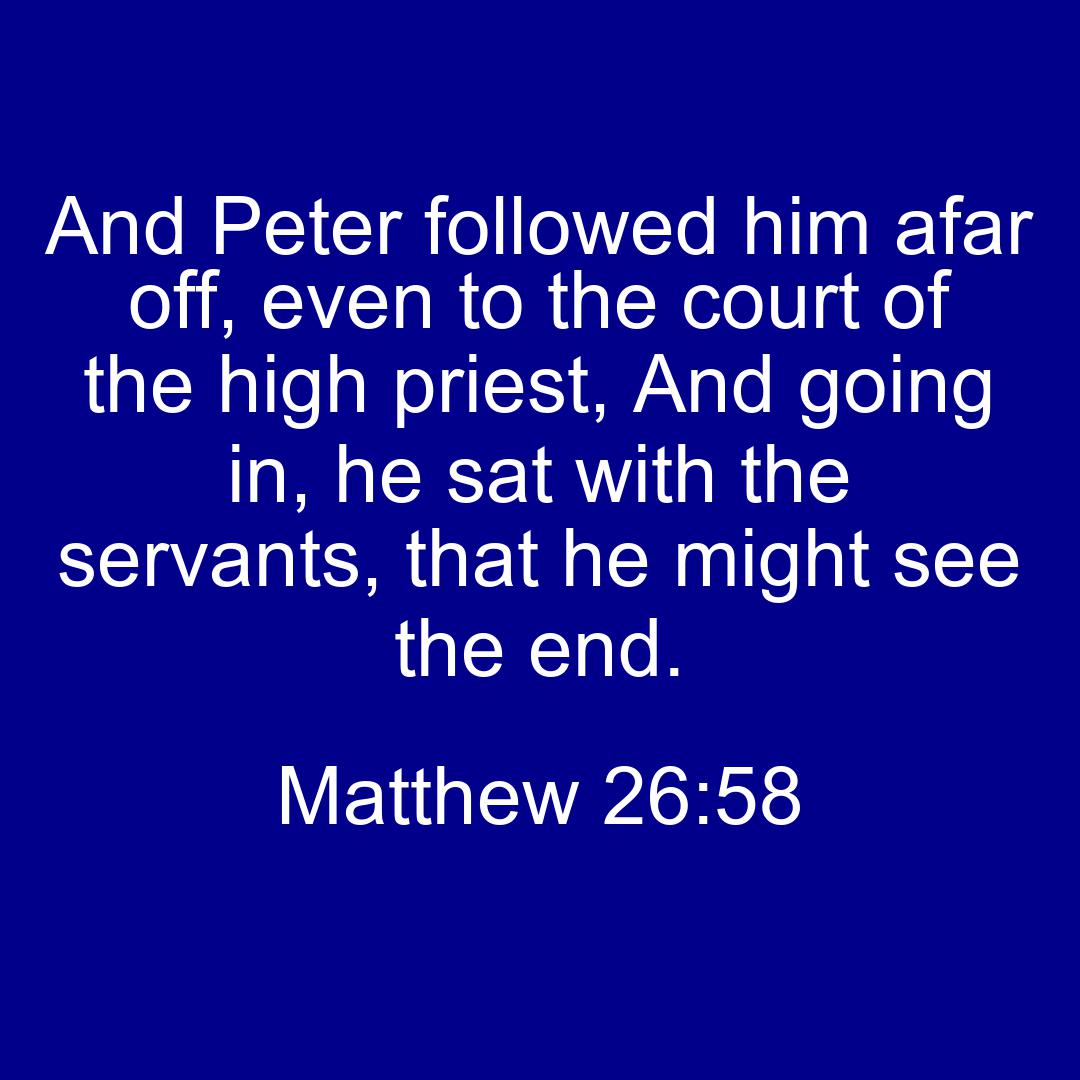 And Peter followed him afar
off, even to the court of
the high priest, And going
in, he sat with the
servants, that he might see
the end.
Matthew 26:58